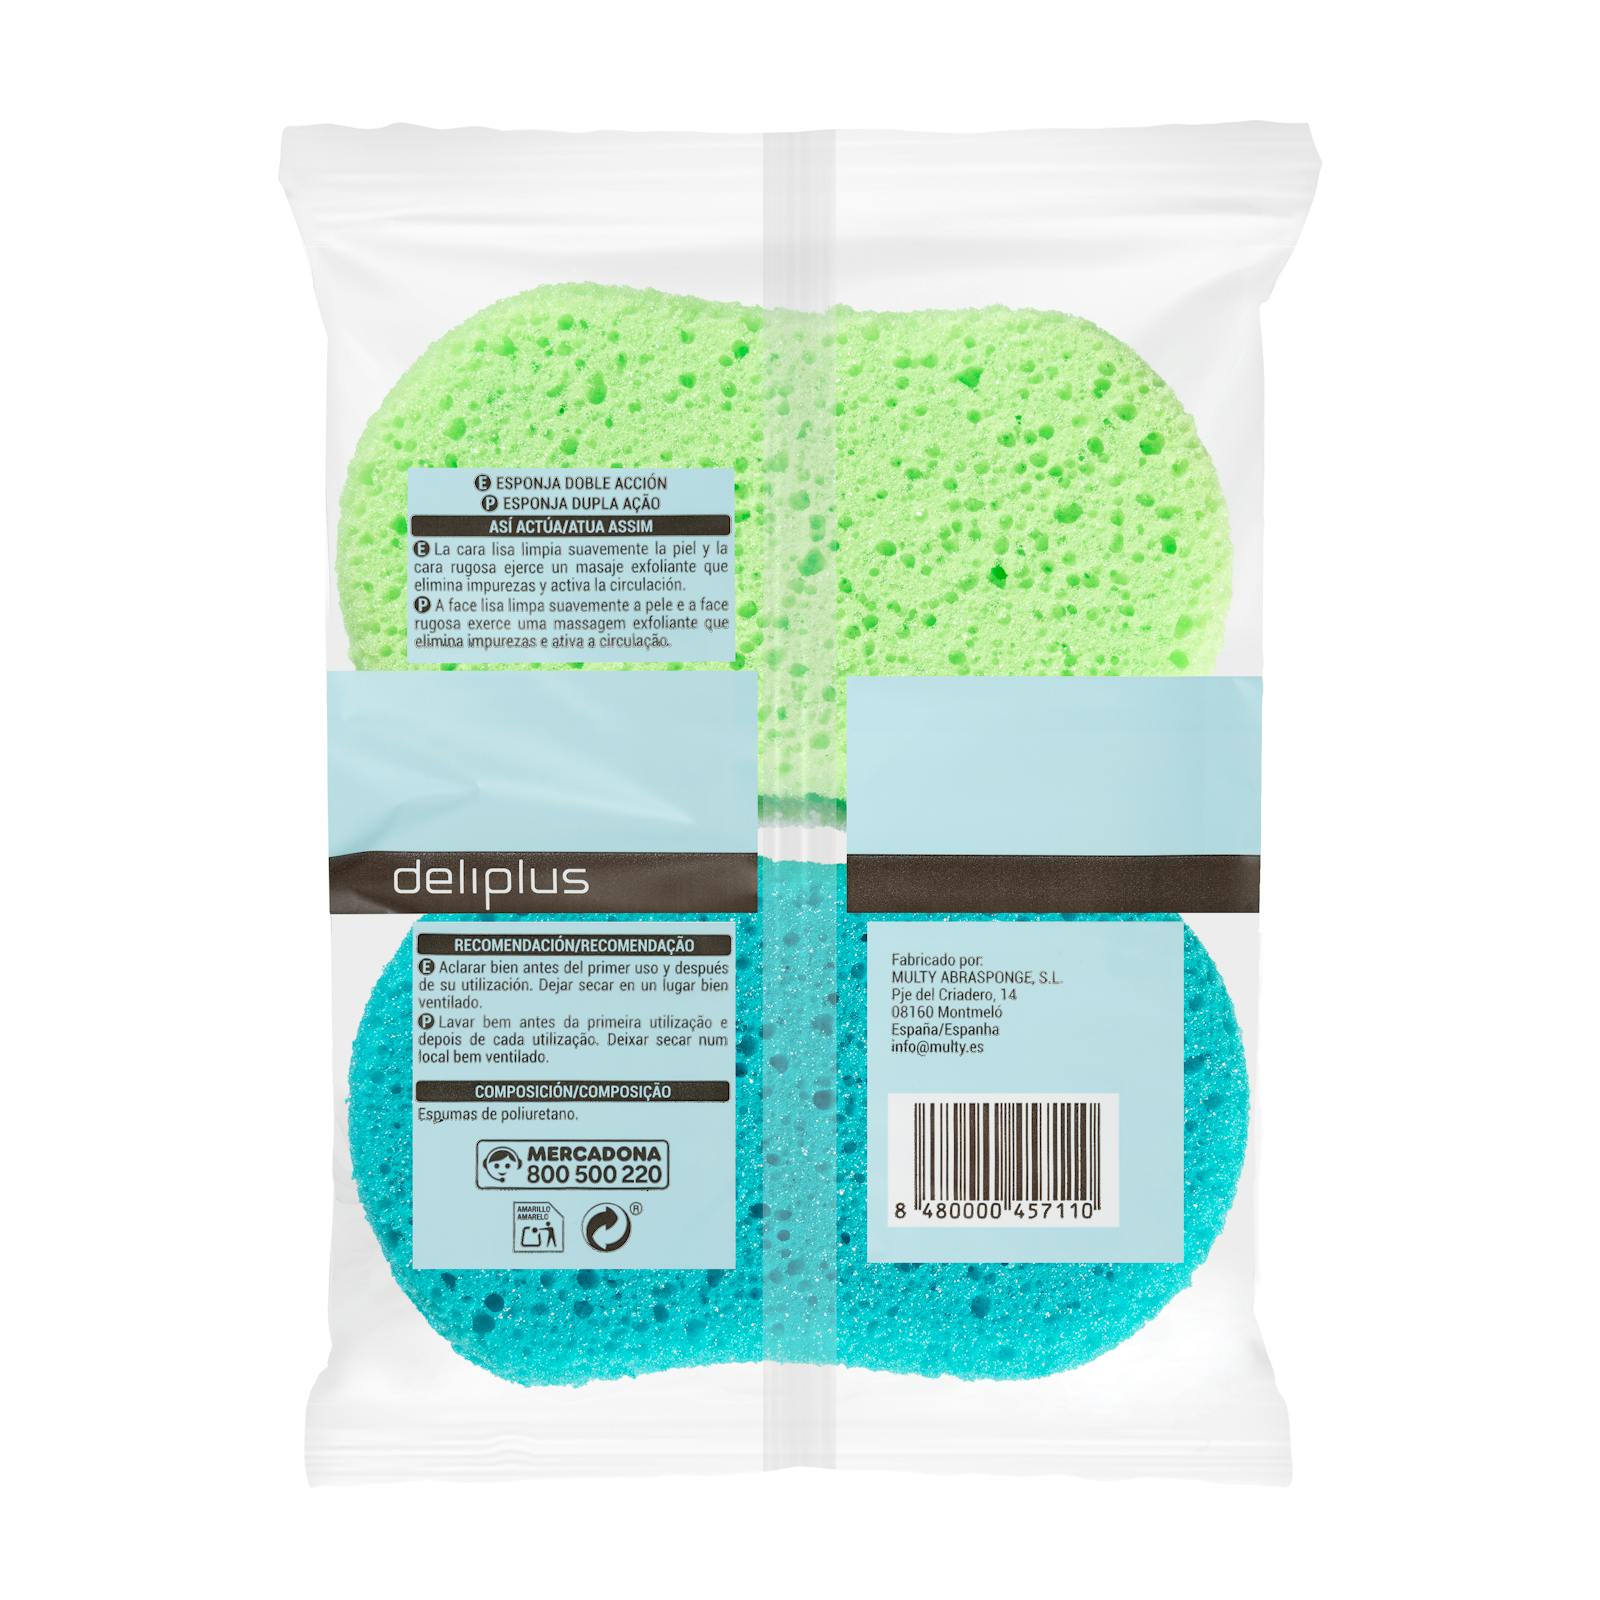 E ESPONJA DOBLE ACCIÓN
P ESPONJA DUPLA AÇÃO
ASÍ ACTÚA/ATUA ASSIM
E La cara lisa limpia suavemente la piel y la
cara rugosa ejerce un masaje exfoliante que
elimina impurezas y activa la circulación.
P A face lisa limpa suavemente a pele e a face
rugosa exerce uma massagem exfoliante que
elimina impurezas e ativa a circulação.
deliplus
RECOMENDACIÓN/RECOMENDAÇÃO
E Aclarar bien antes del primer uso y después
de su utilización. Dejar secar en un lugar bien
ventilado.
P Lavar bem antes da primeira utilização e
depois de cada utilização. Deixar secar num
local bem ventilado.
COMPOSICIÓN/COMPOSIÇÃO
Espumas de poliuretano.
MERCADONA
800 500 220
AMARILLO
AMARELO
®
Fabricado por:
MULTY ABRASPONGE, S.L.
Pje del Criadero, 14
08160 Montmeló
España/Espanha
info@multy.es
8 480000 457110